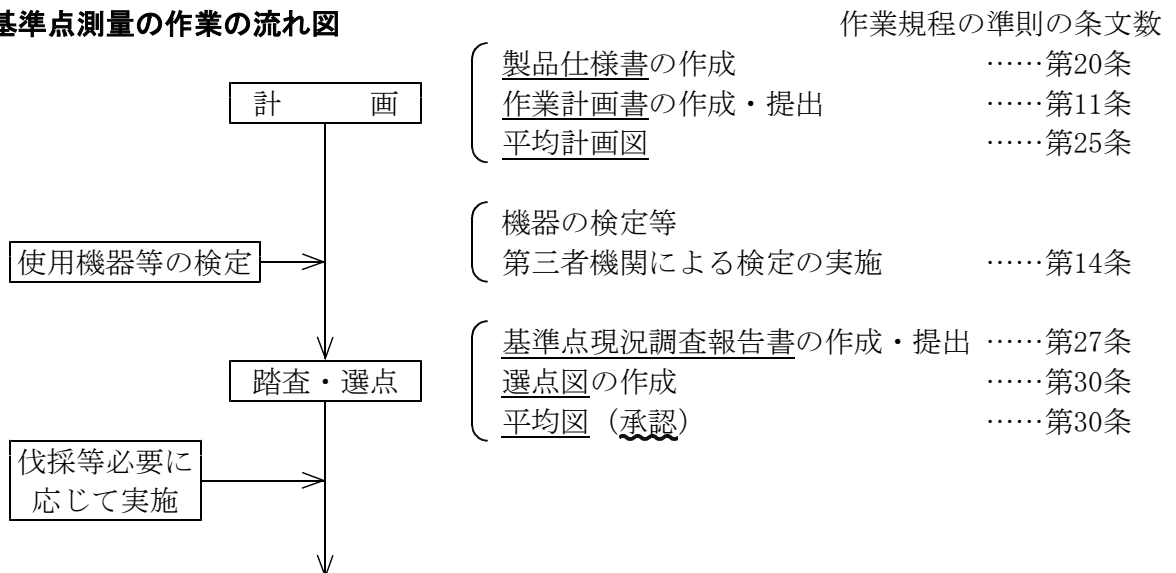 基準点測量の作業の流れ図
作業規程の準則の条文数
計　　画
製品仕様書の作成 ……第20条
作業計画書の作成・提出 ……第11条
平均計画図 ……第25条
使用機器等の検定
機器の検定等
第三者機関による検定の実施 ……第14条
踏査・選点
基準点現況調査報告書の作成・提出 ……第27条
選点図の作成 ……第30条
平均図（承認） ……第30条
伐採等必要に
応じて実施